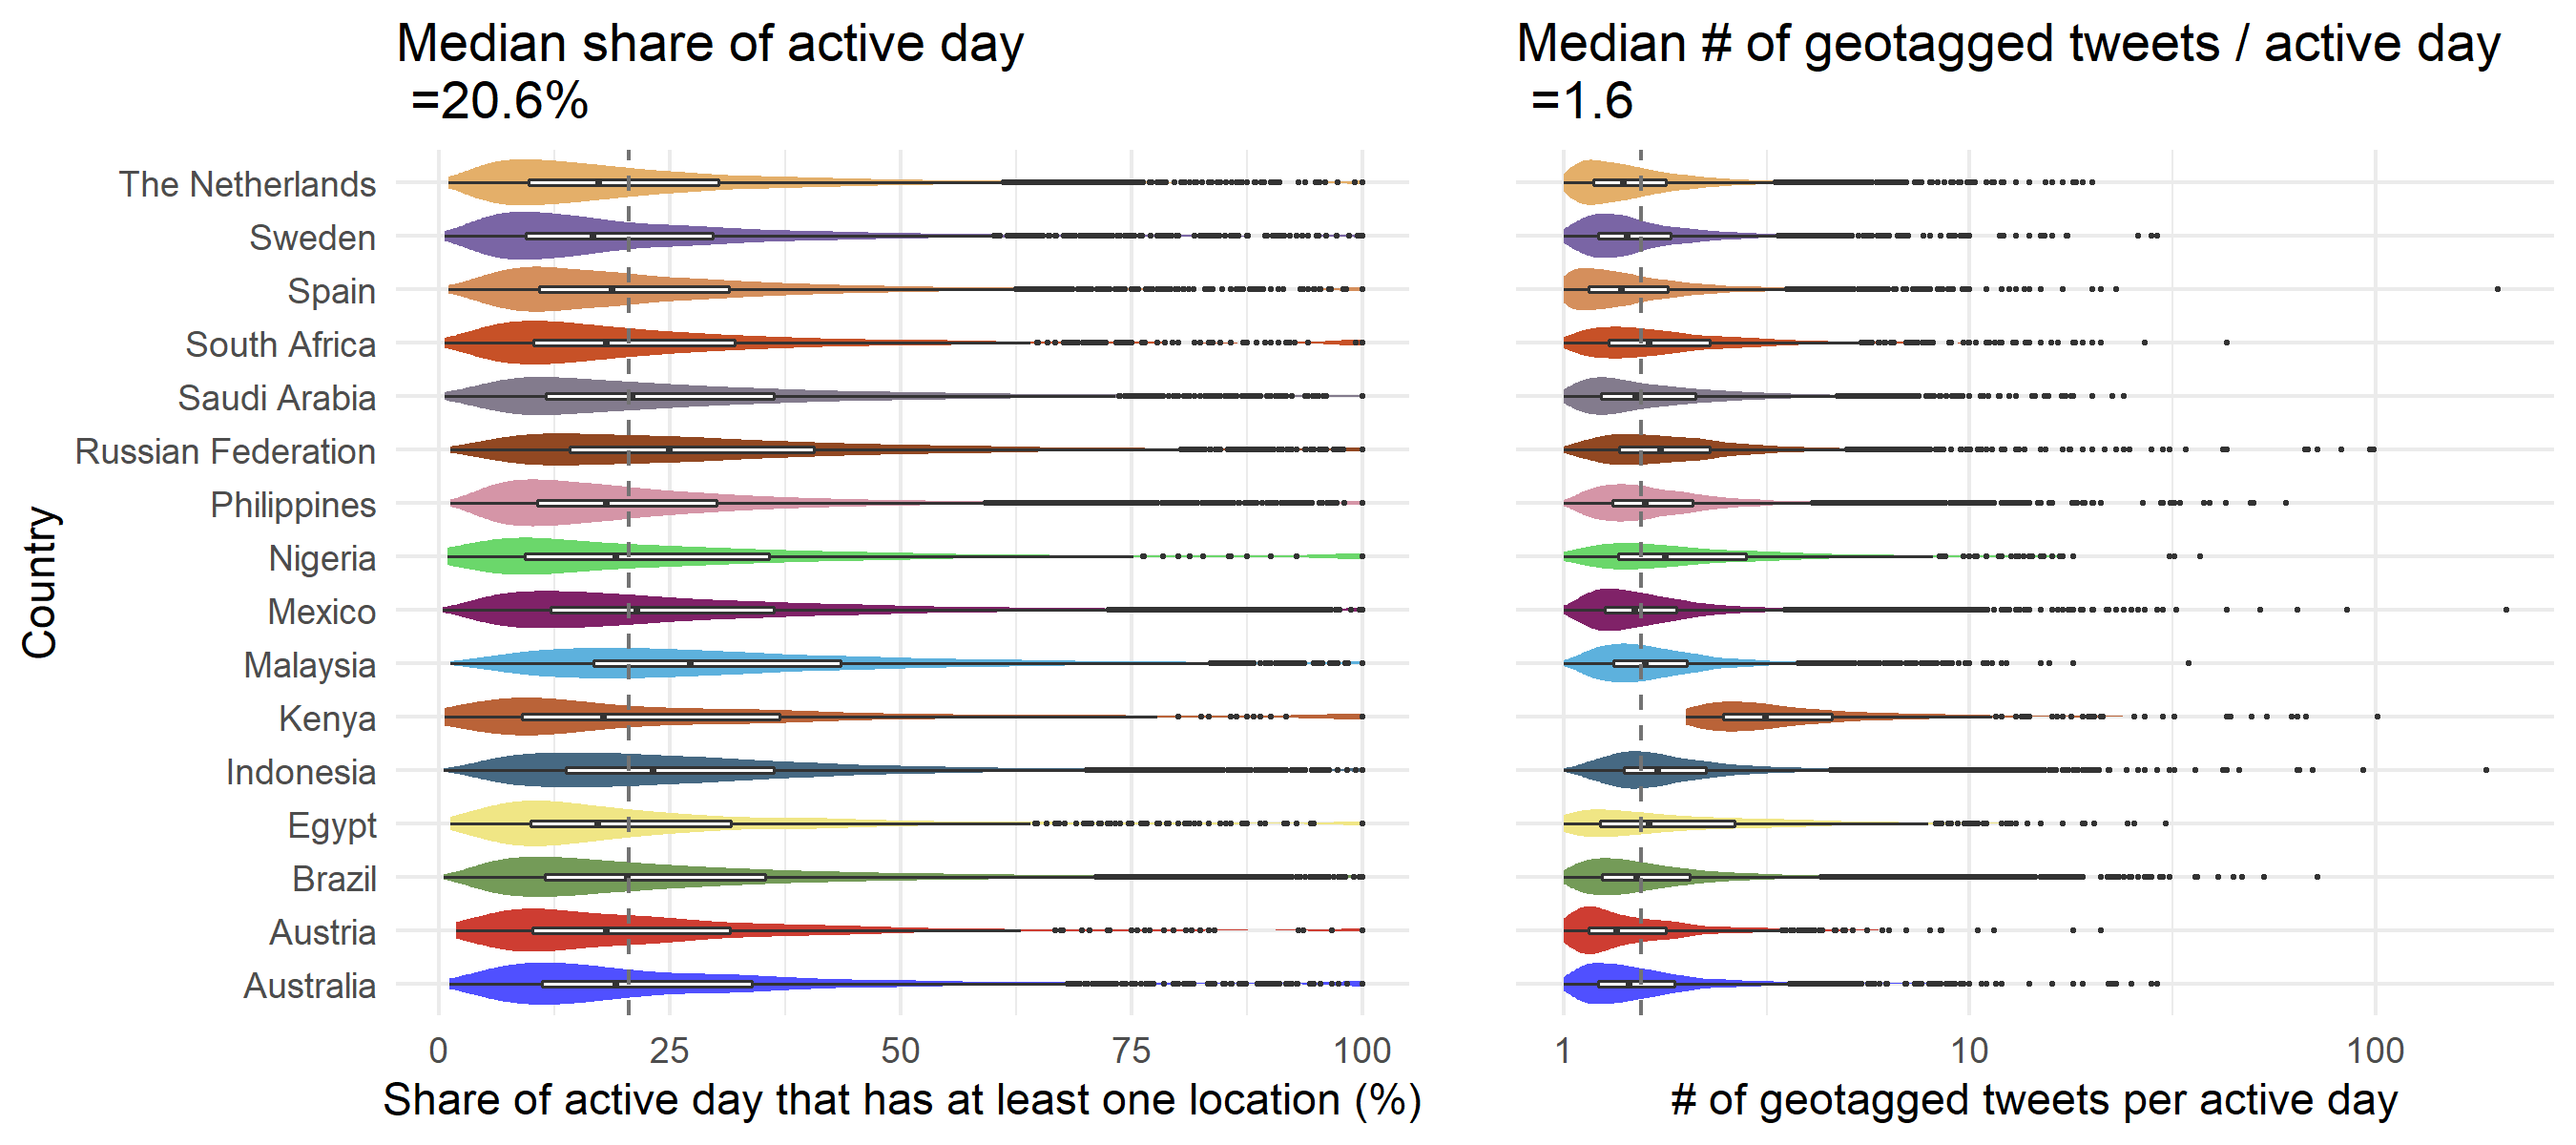 Median share of active day
=20.6%
Median # of geotagged tweets / active day
=1.6
Country
The Netherlands
Sweden
Spain
South Africa
Saudi Arabia
Russian Federation
Philippines
Nigeria
Mexico
Malaysia
Kenya
Indonesia
Egypt
Brazil
Austria
Australia
0 25 50 75 100
Share of active day that has at least one location (%)
1 10 100
# of geotagged tweets per active day